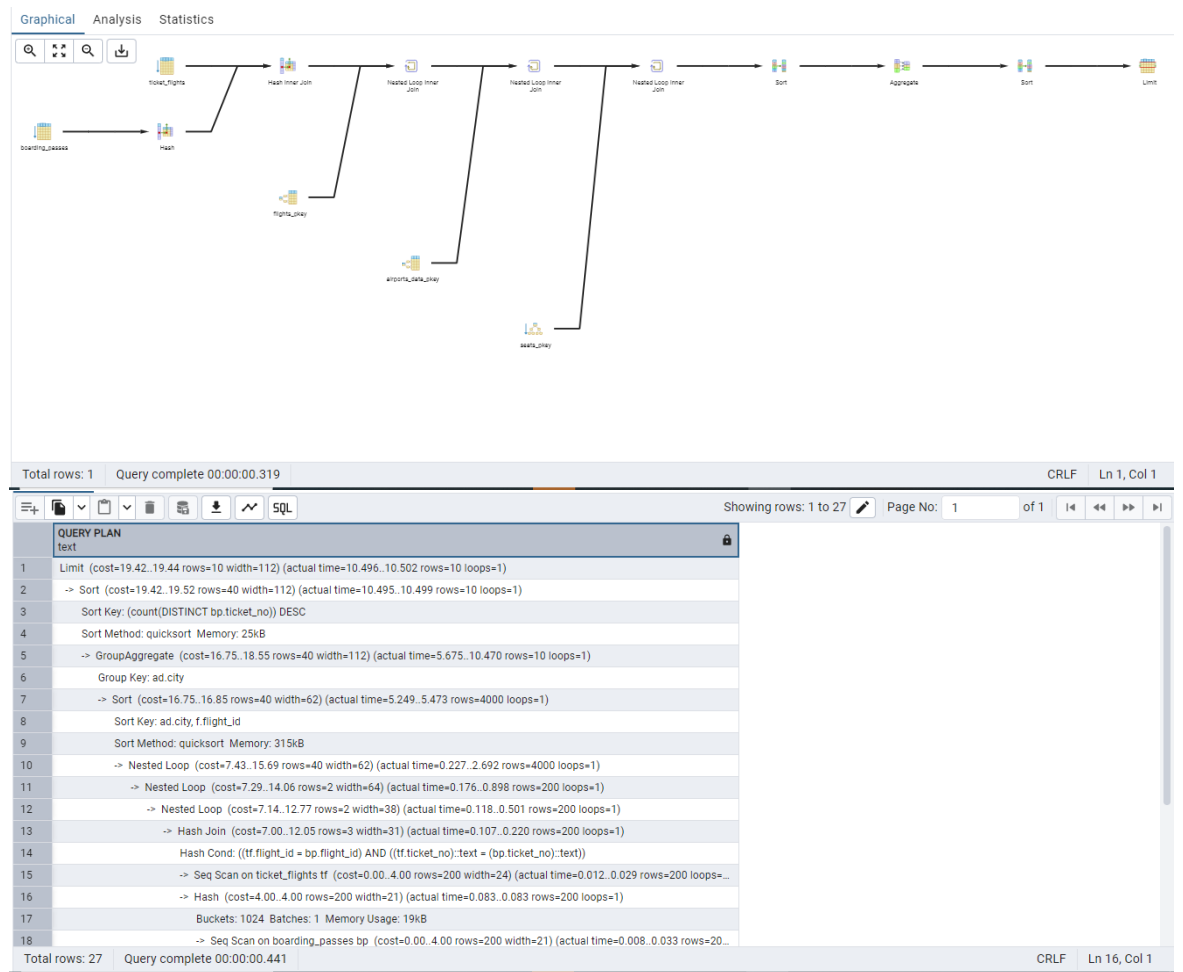 Graphical Analysis Statistics
ticket_flights
Hash Inner Join
Nested Loop Inner
Join
Nested Loop Inner
Join
Nested Loop Inner
Join
Sort
Aggregate
Sort
Limit
boarding_passes
Hash
flights_pkey
airports_data_pkey
seats_pkey
Total rows: 1 Query complete 00:00:00.319 CRLF Ln 1, Col 1
SQL Showing rows: 1 to 27 Page No: 1 of 1
QUERY PLAN
text
1 Limit (cost=19.42..19.44 rows=10 width=112) (actual time=10.496..10.502 rows=10 loops=1)
2 -> Sort (cost=19.42..19.52 rows=40 width=112) (actual time=10.495..10.499 rows=10 loops=1)
3 Sort Key: (count(DISTINCT bp.ticket_no)) DESC
4 Sort Method: quicksort Memory: 25kB
5 -> GroupAggregate (cost=16.75..18.55 rows=40 width=112) (actual time=5.675..10.470 rows=10 loops=1)
6 Group Key: ad.city
7 -> Sort (cost=16.75..16.85 rows=40 width=62) (actual time=5.249..5.473 rows=4000 loops=1)
8 Sort Key: ad.city, f.flight_id
9 Sort Method: quicksort Memory: 315kB
10 -> Nested Loop (cost=7.43..15.69 rows=40 width=62) (actual time=0.227..2.692 rows=4000 loops=1)
11 -> Nested Loop (cost=7.29..14.06 rows=2 width=64) (actual time=0.176..0.898 rows=200 loops=1)
12 -> Nested Loop (cost=7.14..12.77 rows=2 width=38) (actual time=0.118..0.501 rows=200 loops=1)
13 -> Hash Join (cost=7.00..12.05 rows=3 width=31) (actual time=0.107..0.220 rows=200 loops=1)
14 Hash Cond: ((tf.flight_id = bp.flight_id) AND ((tf.ticket_no)::text = (bp.ticket_no)::text))
15 -> Seq Scan on ticket_flights tf (cost=0.00..4.00 rows=200 width=24) (actual time=0.012..0.029 rows=200 loops=...
16 -> Hash (cost=4.00..4.00 rows=200 width=21) (actual time=0.083..0.083 rows=200 loops=1)
17 Buckets: 1024 Batches: 1 Memory Usage: 19kB
18 -> Seq Scan on boarding_passes bp (cost=0.00..4.00 rows=200 width=21) (actual time=0.008..0.033 rows=20...
Total rows: 27 Query complete 00:00:00.441 CRLF Ln 16, Col 1